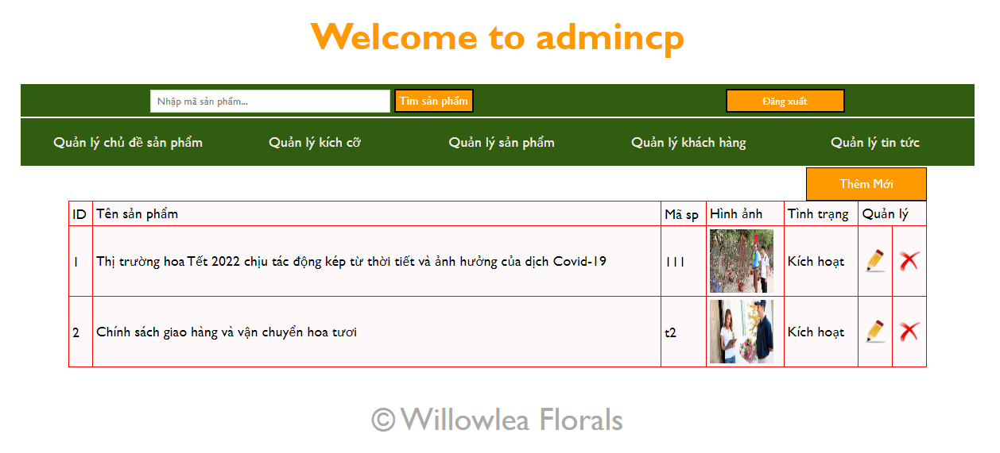 Welcome to admincp
Nhập mã sản phẩm... Tìm sản phẩm Đăng xuất
Quản lý chủ đề sản phẩm Quản lý kích cỡ Quản lý sản phẩm Quản lý khách hàng Quản lý tin tức
Thêm Mới
ID Tên sản phẩm Mã sp Hình ảnh Tình trạng Quản lý
1 Thị trường hoa Tết 2022 chịu tác động kép từ thời tiết và ảnh hưởng của dịch Covid-19 111 Kích hoạt
2 Chính sách giao hàng và vận chuyển hoa tươi t2 Kích hoạt
© Willowlea Florals